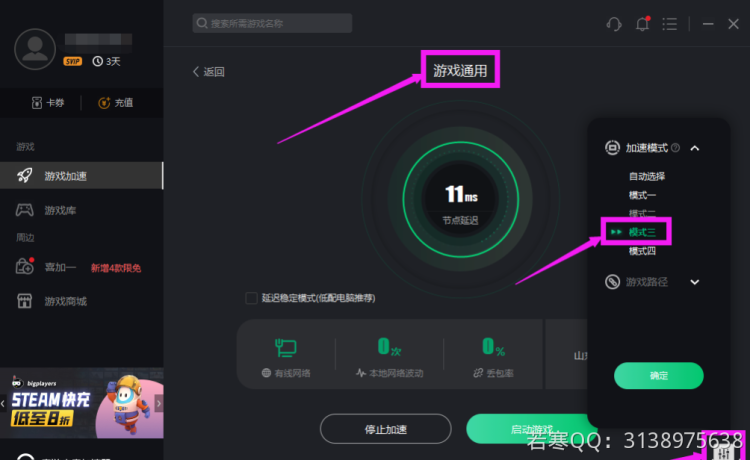 搜索所需游戏名称
SVIP 3天
卡券 充值
游戏
游戏加速
游戏库
周边
喜加一 新增4款限免
游戏商城
bigplayers
STEAM快充
低至8折
返回
游戏通用
11ms
节点延迟
延迟稳定模式(低配电脑推荐)
0次
0%
有线网络
本地网络波动
丢包率
停止加速
启动游戏
加速模式
自动选择
模式一
模式二
模式三
模式四
游戏路径
确定
若寒QQ：3138975638